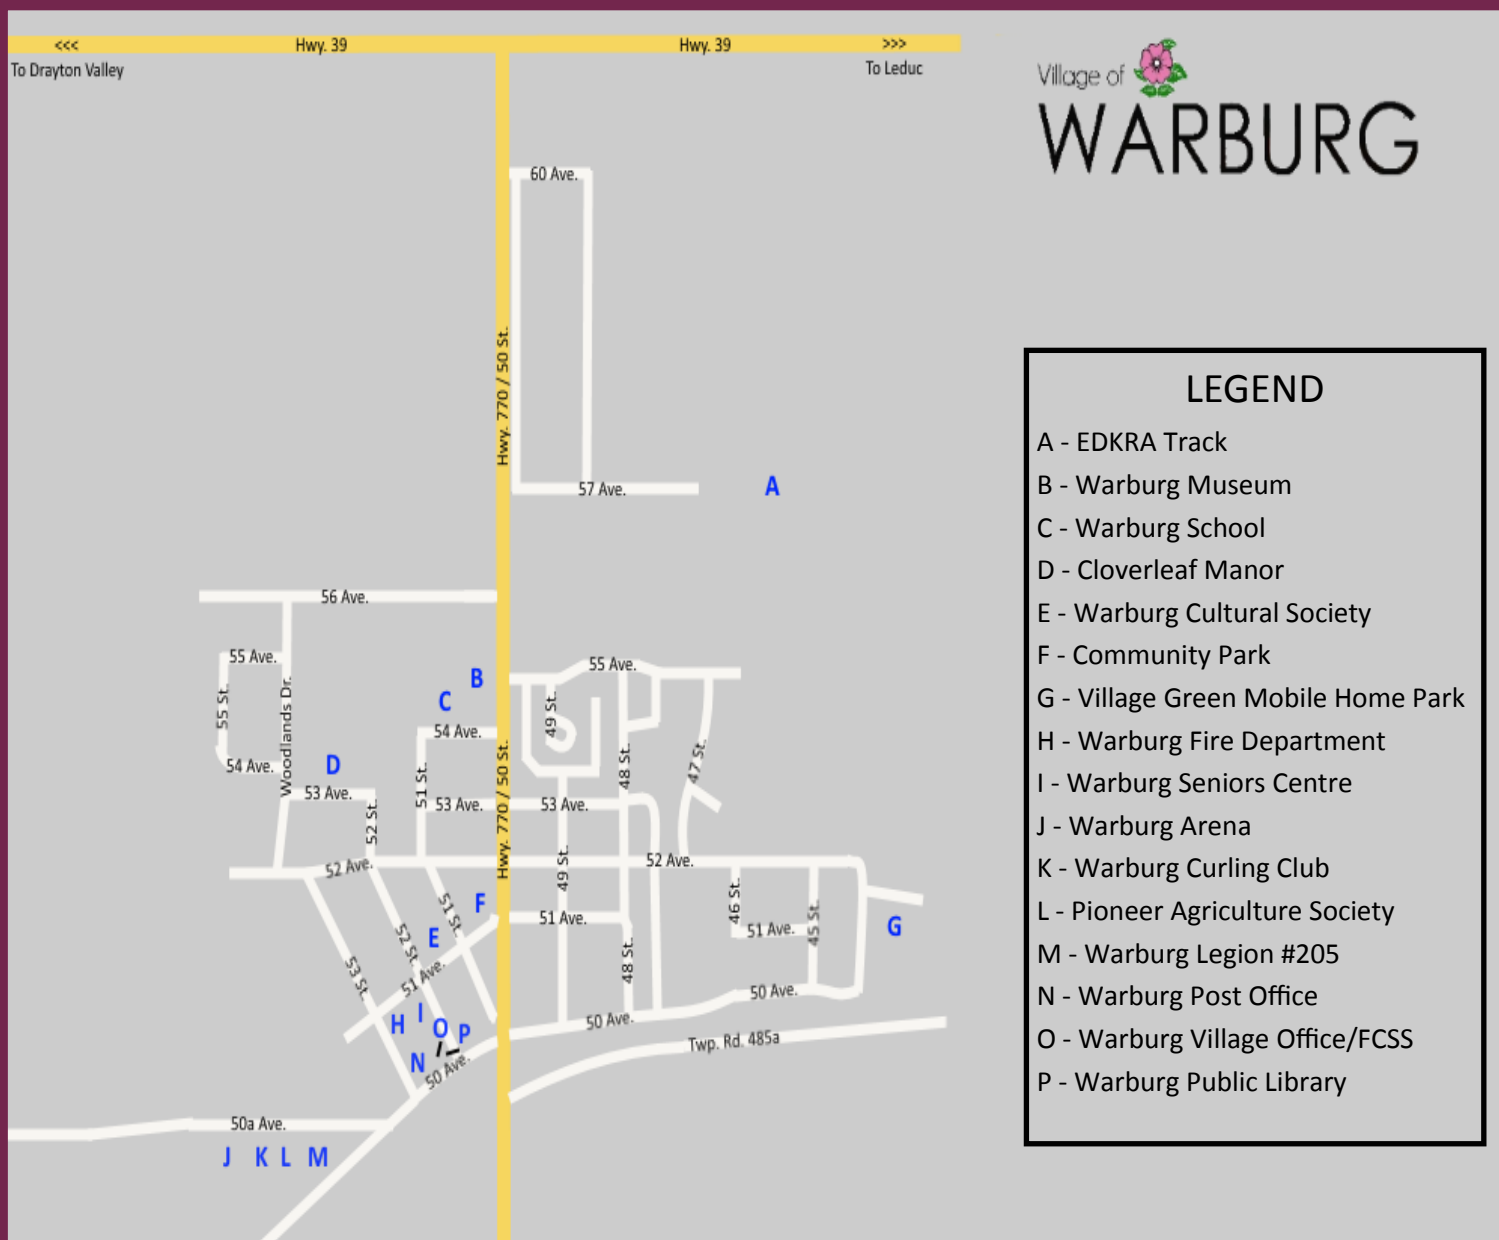 <<<
Hwy. 39
Hwy. 39
>>>
To Drayton Valley
To Leduc
Village of
WARBURG
60 Ave.
Hwy. 770 / 50 St.
57 Ave.
A
56 Ave.
55 Ave.
55 St.
Woodlands Dr.
54 Ave.
B
C
55 Ave.
49 St.
54 Ave.
48 St.
47 St.
D
53 Ave.
52 St.
51 St.
53 Ave.
Hwy. 770 / 50 St.
53 Ave.
52 Ave.
49 St.
52 Ave.
F
51 St.
E
52 St.
51 Ave.
53 St.
51 Ave.
48 St.
46 St.
51 Ave.
45 St.
G
H
I
O
P
N
50 Ave.
50 Ave.
50 Ave.
Twp. Rd. 485a
50a Ave.
J K L M
LEGEND
A - EDKRA Track
B - Warburg Museum
C - Warburg School
D - Cloverleaf Manor
E - Warburg Cultural Society
F - Community Park
G - Village Green Mobile Home Park
H - Warburg Fire Department
I - Warburg Seniors Centre
J - Warburg Arena
K - Warburg Curling Club
L - Pioneer Agriculture Society
M - Warburg Legion #205
N - Warburg Post Office
O - Warburg Village Office/FCSS
P - Warburg Public Library